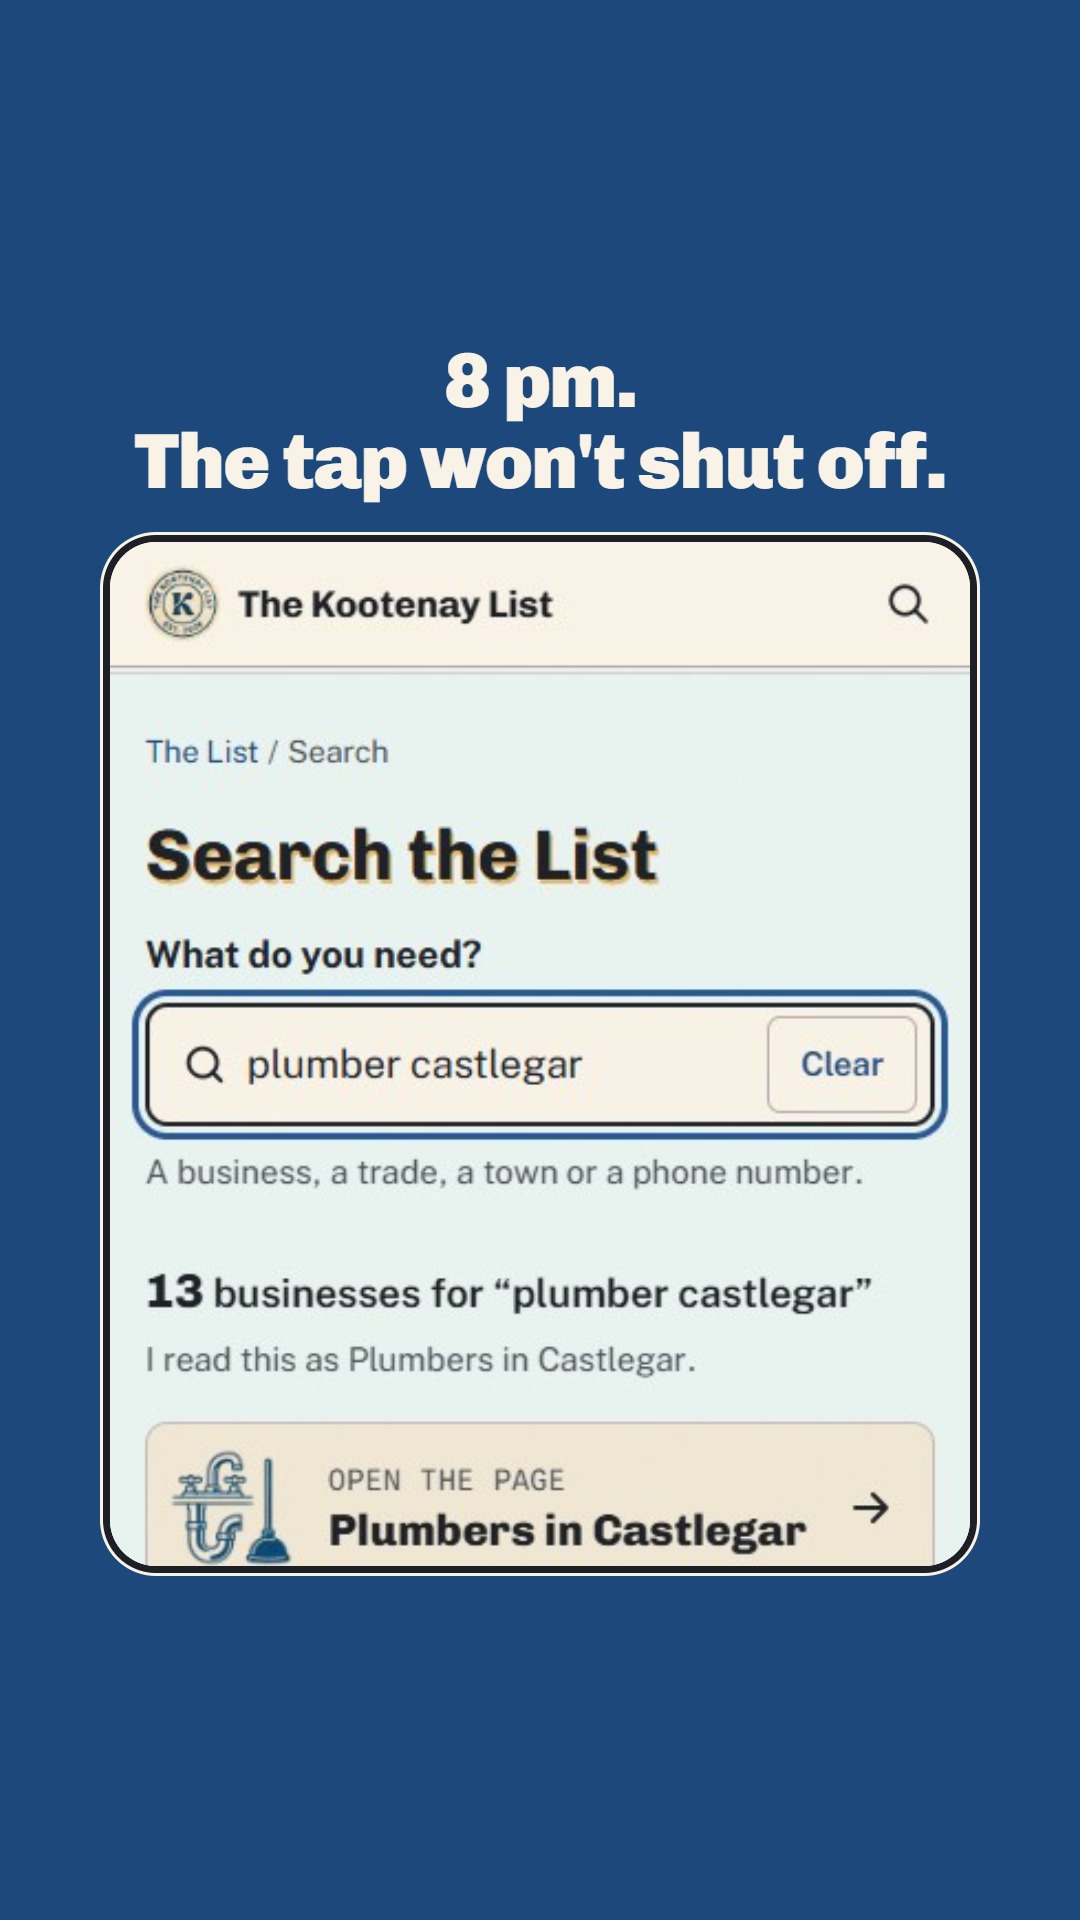 8 pm.
The tap won't shut off.
K
The Kootenay List
The List / Search
Search the List
What do you need?
plumber castlegar
Clear
A business, a trade, a town or a phone number.
13 businesses for “plumber castlegar”
I read this as Plumbers in Castlegar.
OPEN THE PAGE
Plumbers in Castlegar